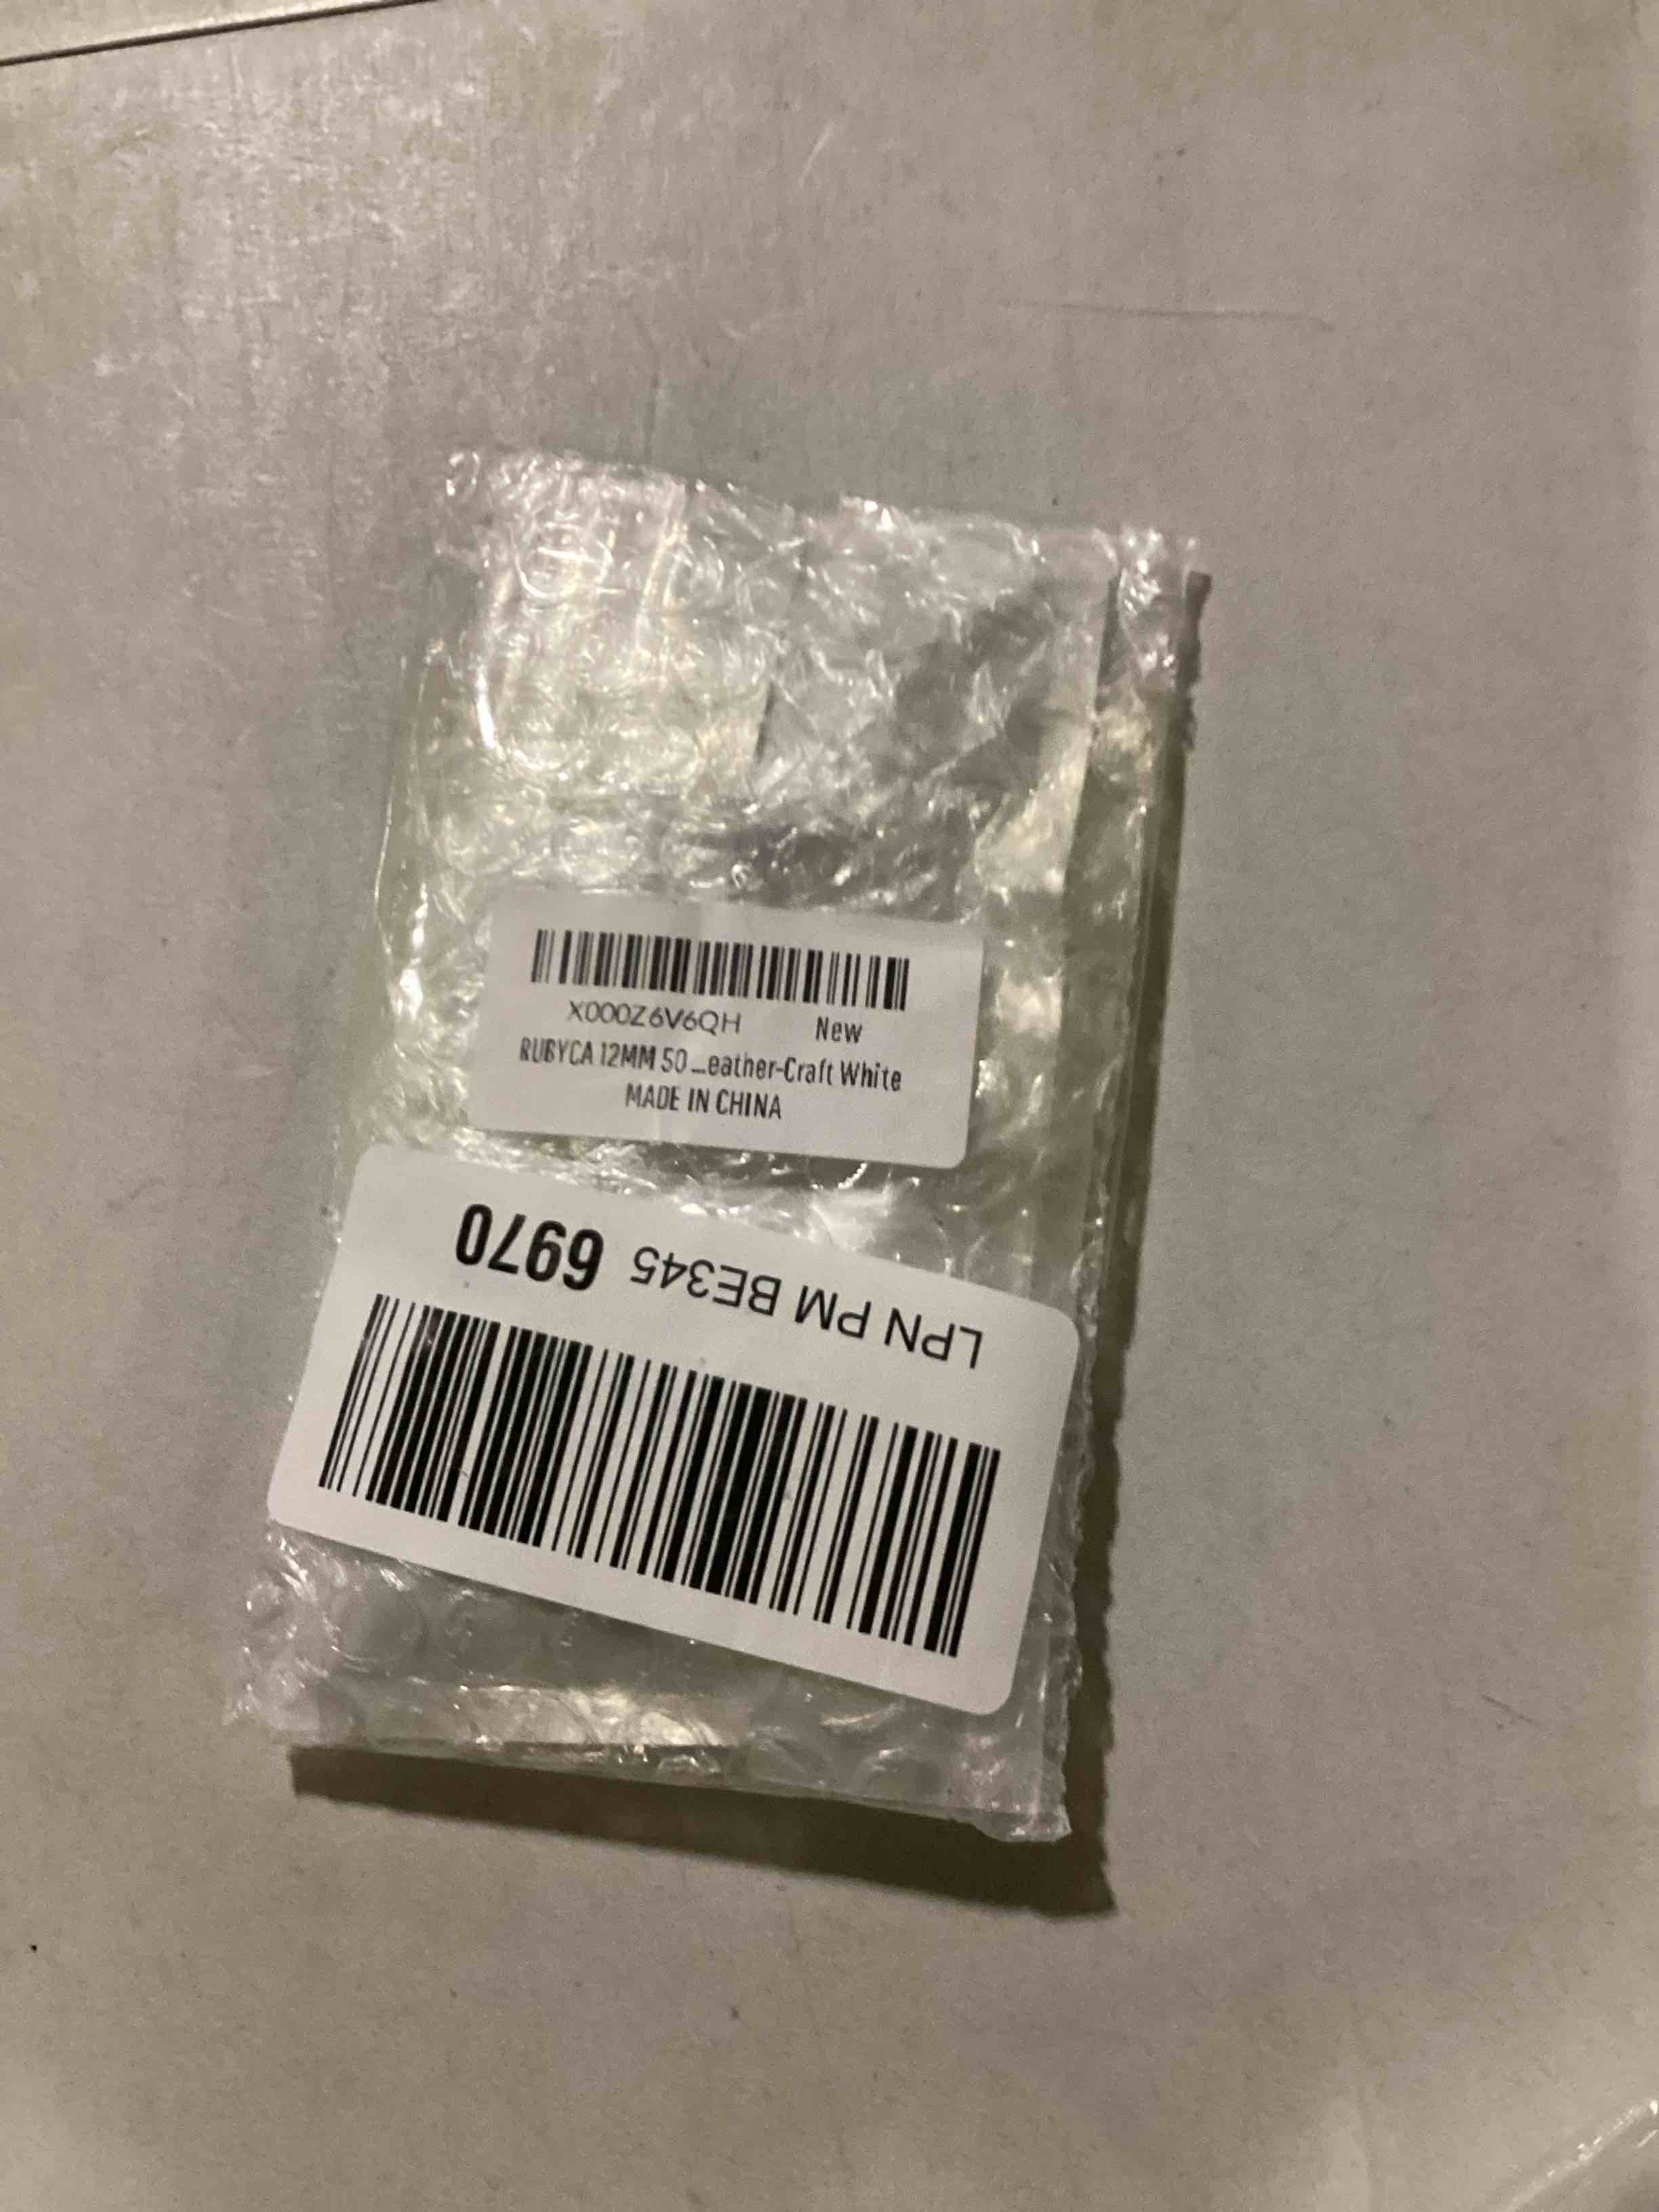 X000Z6V6QH New
RUBYCA 12MM 50 ...eather-Craft White
MADE IN CHINA
LPN PM BE345 6970